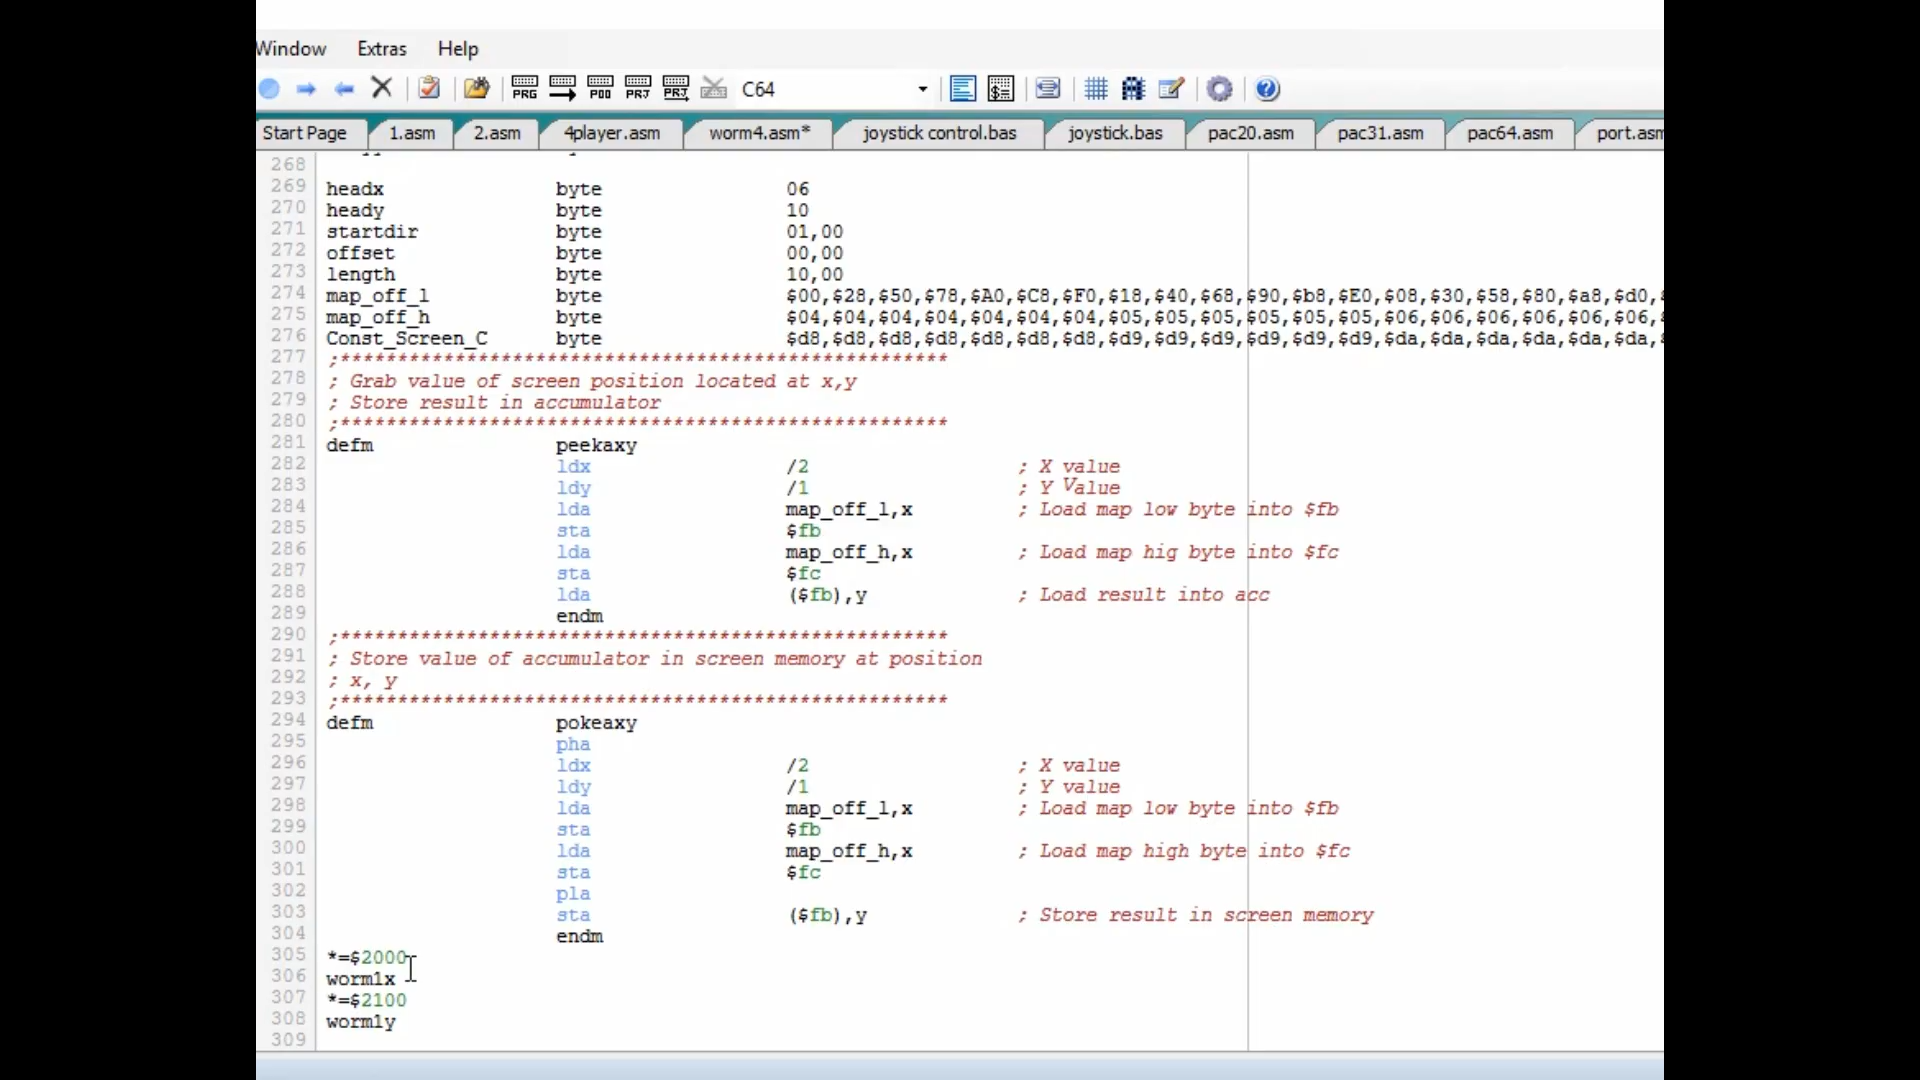 Window Extras Help
PRG POO PRJ PRJ C64
Start Page 1.asm 2.asm 4player.asm worm4.asm* joystick control.bas joystick.bas pac20.asm pac31.asm pac64.asm port.asm
268
269 headx byte 06
270 heady byte 10
271 startdir byte 01,00
272 offset byte 00,00
273 length byte 10,00
274 map_off_l byte $00,$28,$50,$78,$A0,$C8,$F0,$18,$40,$68,$90,$b8,$E0,$08,$30,$58,$80,$a8,$d0,
275 map_off_h byte $04,$04,$04,$04,$04,$04,$04,$05,$05,$05,$05,$05,$05,$06,$06,$06,$06,$06,$06,
276 Const_Screen_C byte $d8,$d8,$d8,$d8,$d8,$d8,$d8,$d9,$d9,$d9,$d9,$d9,$d9,$da,$da,$da,$da,$da,$da,
277 ;*****************************************************
278 ; Grab value of screen position located at x,y
279 ; Store result in accumulator
280 ;*****************************************************
281 defm peekaxy
282 ldx /2 ; X value
283 ldy /1 ; Y Value
284 lda map_off_l,x ; Load map low byte into $fb
285 sta $fb
286 lda map_off_h,x ; Load map hig byte into $fc
287 sta $fc
288 lda ($fb),y ; Load result into acc
289 endm
290 ;*****************************************************
291 ; Store value of accumulator in screen memory at position
292 ; x, y
293 ;*****************************************************
294 defm pokeaxy
295 pha
296 ldx /2 ; X value
297 ldy /1 ; Y value
298 lda map_off_l,x ; Load map low byte into $fb
299 sta $fb
300 lda map_off_h,x ; Load map high byte into $fc
301 sta $fc
302 pla
303 sta ($fb),y ; Store result in screen memory
304 endm
305 *=$2000
306 worm1x
307 *=$2100
308 worm1y
309